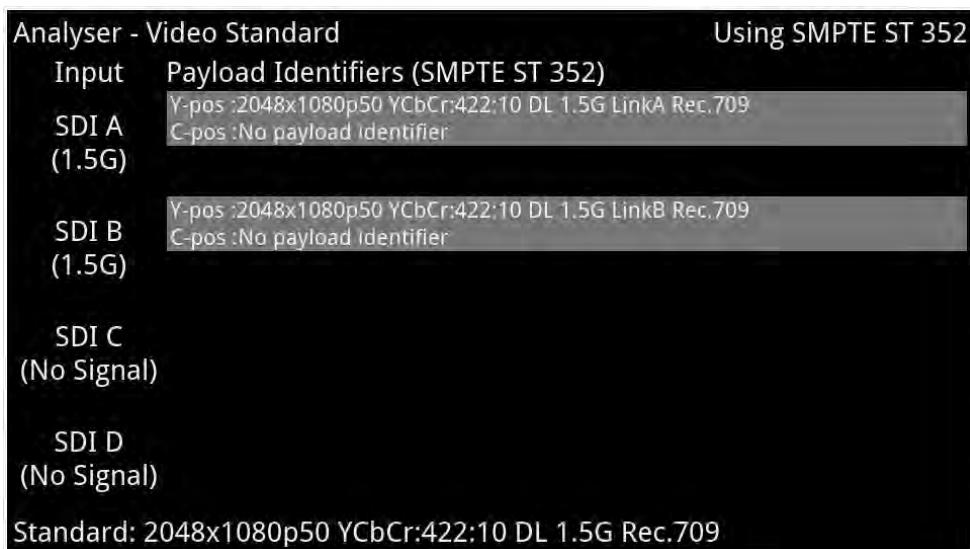 Analyser - Video Standard Using SMPTE ST 352
Input Payload Identifiers (SMPTE ST 352)
SDI A
(1.5G)
Y-pos :2048x1080p50 YCbCr:422:10 DL 1.5G LinkA Rec.709
C-pos :No payload identifier
SDI B
(1.5G)
Y-pos :2048x1080p50 YCbCr:422:10 DL 1.5G LinkB Rec.709
C-pos :No payload identifier
SDI C
(No Signal)
SDI D
(No Signal)
Standard: 2048x1080p50 YCbCr:422:10 DL 1.5G Rec.709